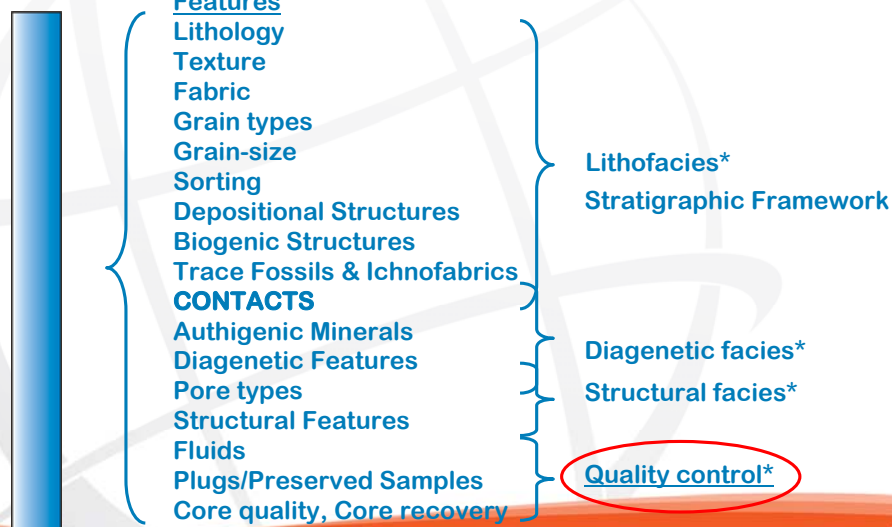 Features
Lithology
Texture
Fabric
Grain types
Grain-size
Sorting
Depositional Structures
Biogenic Structures
Trace Fossils & Ichnofabrics
CONTACTS
Authigenic Minerals
Diagenetic Features
Pore types
Structural Features
Fluids
Plugs/Preserved Samples
Core quality, Core recovery
Lithofacies*
Stratigraphic Framework
Diagenetic facies*
Structural facies*
Quality control*